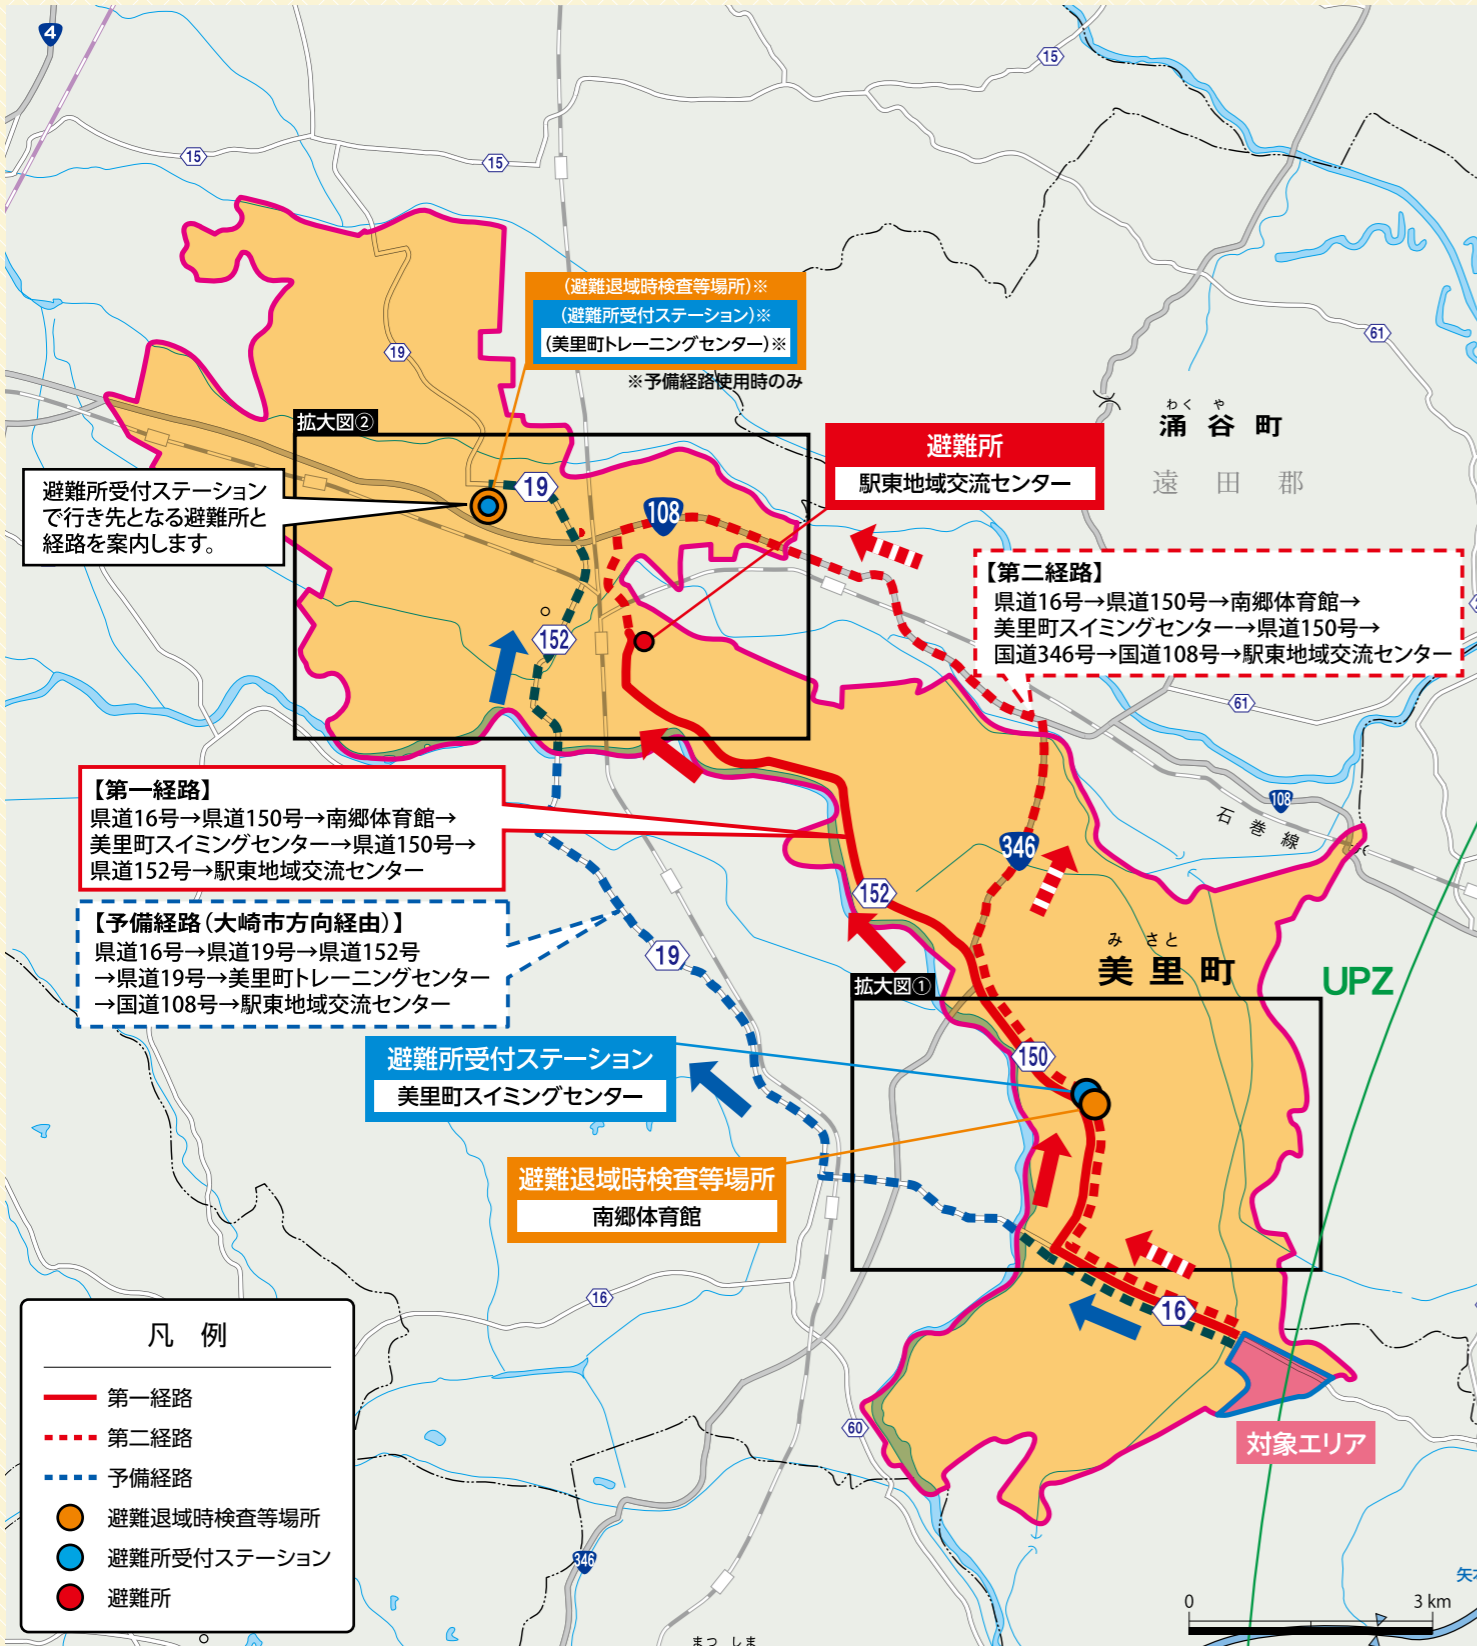 4
15
15
15
(避難退域時検査等場所)※
(避難所受付ステーション)※
(美里町トレーニングセンター)※
※予備経路使用時のみ
19
61
わく や
涌谷町
遠田郡
拡大図②
避難所
駅東地域交流センター
避難所受付ステーション
で行き先となる避難所と
経路を案内します。
19
108
【第二経路】
県道16号→県道150号→南郷体育館→
美里町スイミングセンター→県道150号→
国道346号→国道108号→駅東地域交流センター
152
61
【第一経路】
県道16号→県道150号→南郷体育館→
美里町スイミングセンター→県道150号→
県道152号→駅東地域交流センター
108
石巻線
346
152
【予備経路(大崎市方向経由)】
県道16号→県道19号→県道152号
→県道19号→美里町トレーニングセンター
→国道108号→駅東地域交流センター
19
み さと
美里町
UPZ
拡大図①
避難所受付ステーション
美里町スイミングセンター
150
避難退域時検査等場所
南郷体育館
16
16
凡 例
第一経路
第二経路
予備経路
避難退域時検査等場所
避難所受付ステーション
避難所
60
対象エリア
346
0 3 km
まつ しま